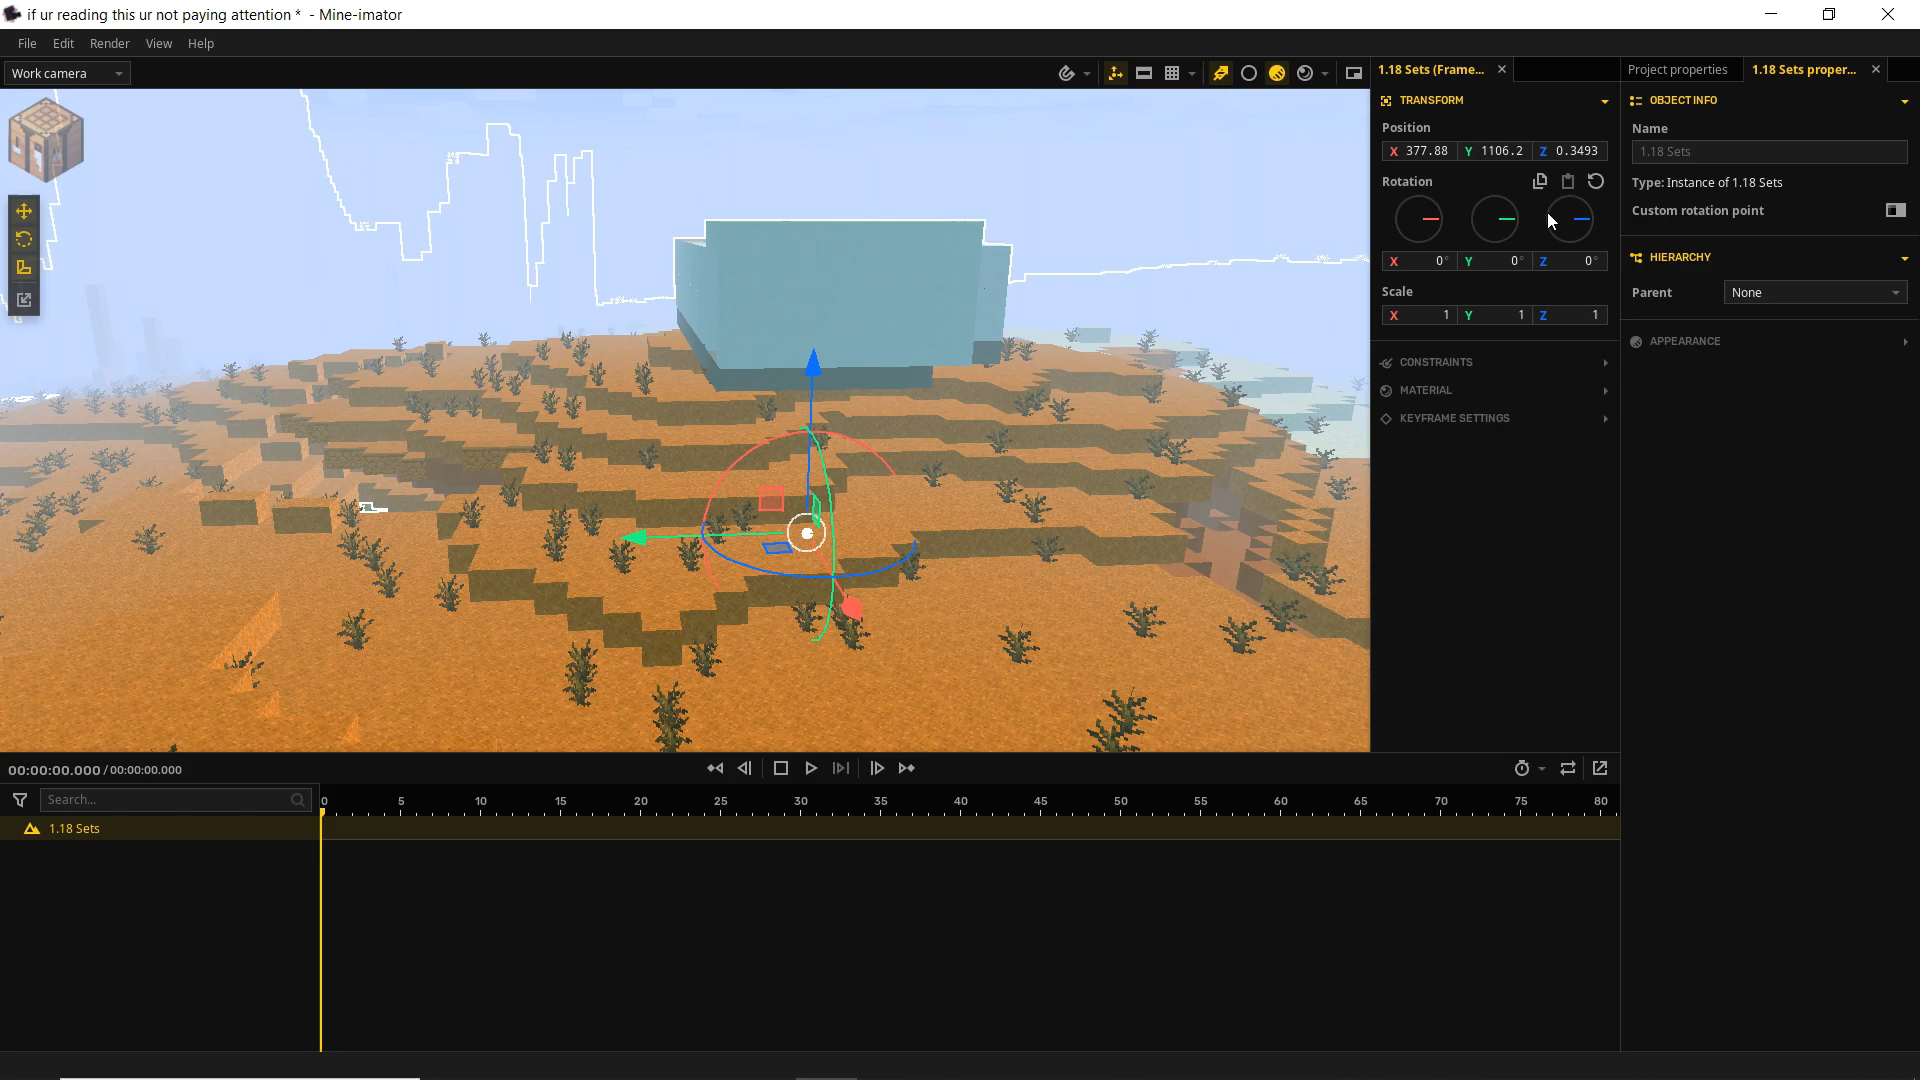 if ur reading this ur not paying attention * - Mine-imator
File Edit Render View Help
Work camera
1.18 Sets (Frame...
Project properties
1.18 Sets proper...
TRANSFORM
Position
X 377.88 Y 1106.2 Z 0.3493
Rotation
X 0° Y 0° Z 0°
Scale
X 1 Y 1 Z 1
CONSTRAINTS
MATERIAL
KEYFRAME SETTINGS
OBJECT INFO
Name
1.18 Sets
Type: Instance of 1.18 Sets
Custom rotation point
HIERARCHY
Parent None
APPEARANCE
00:00:00.000 / 00:00:00.000
Search...
0 5 10 15 20 25 30 35 40 45 50 55 60 65 70 75 80
1.18 Sets